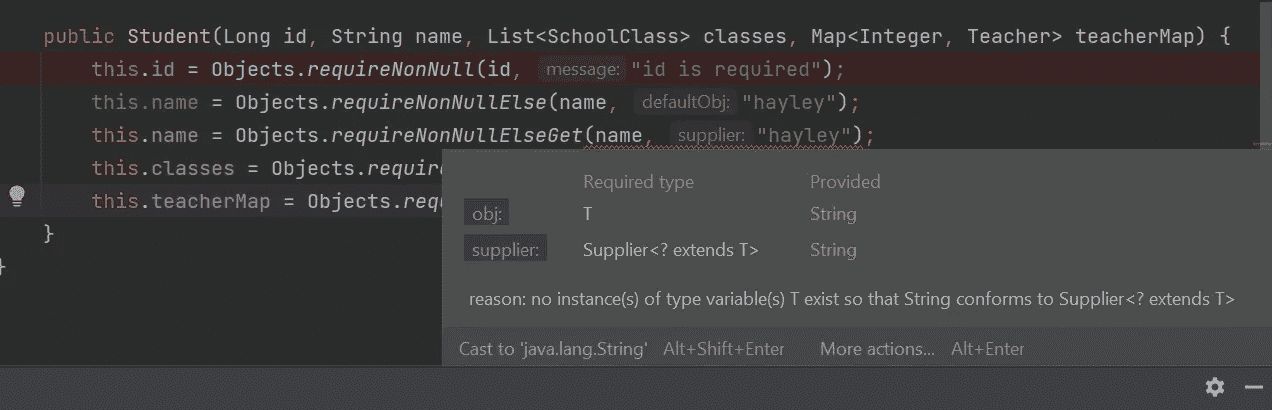 public Student(Long id, String name, List<SchoolClass> classes, Map<Integer, Teacher> teacherMap) {
this.id = Objects.requireNonNull(id, message: "id is required");
this.name = Objects.requireNonNullElse(name, defaultObj: "hayley");
this.name = Objects.requireNonNullElseGet(name, supplier: "hayley");
this.classes = Objects.require
this.teacherMap = Objects.requ
}
}
Required type Provided
obj: T String
supplier: Supplier<? extends T> String
reason: no instance(s) of type variable(s) T exist so that String conforms to Supplier<? extends T>
Cast to 'java.lang.String' Alt+Shift+Enter More actions... Alt+Enter